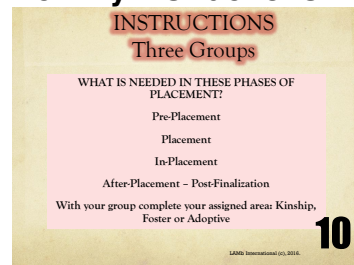 INSTRUCTIONS
Three Groups
WHAT IS NEEDED IN THESE PHASES OF
PLACEMENT?
Pre-Placement
Placement
In-Placement
After-Placement – Post-Finalization
With your group complete your assigned area: Kinship,
Foster or Adoptive
10
LAMb International (c), 2016.